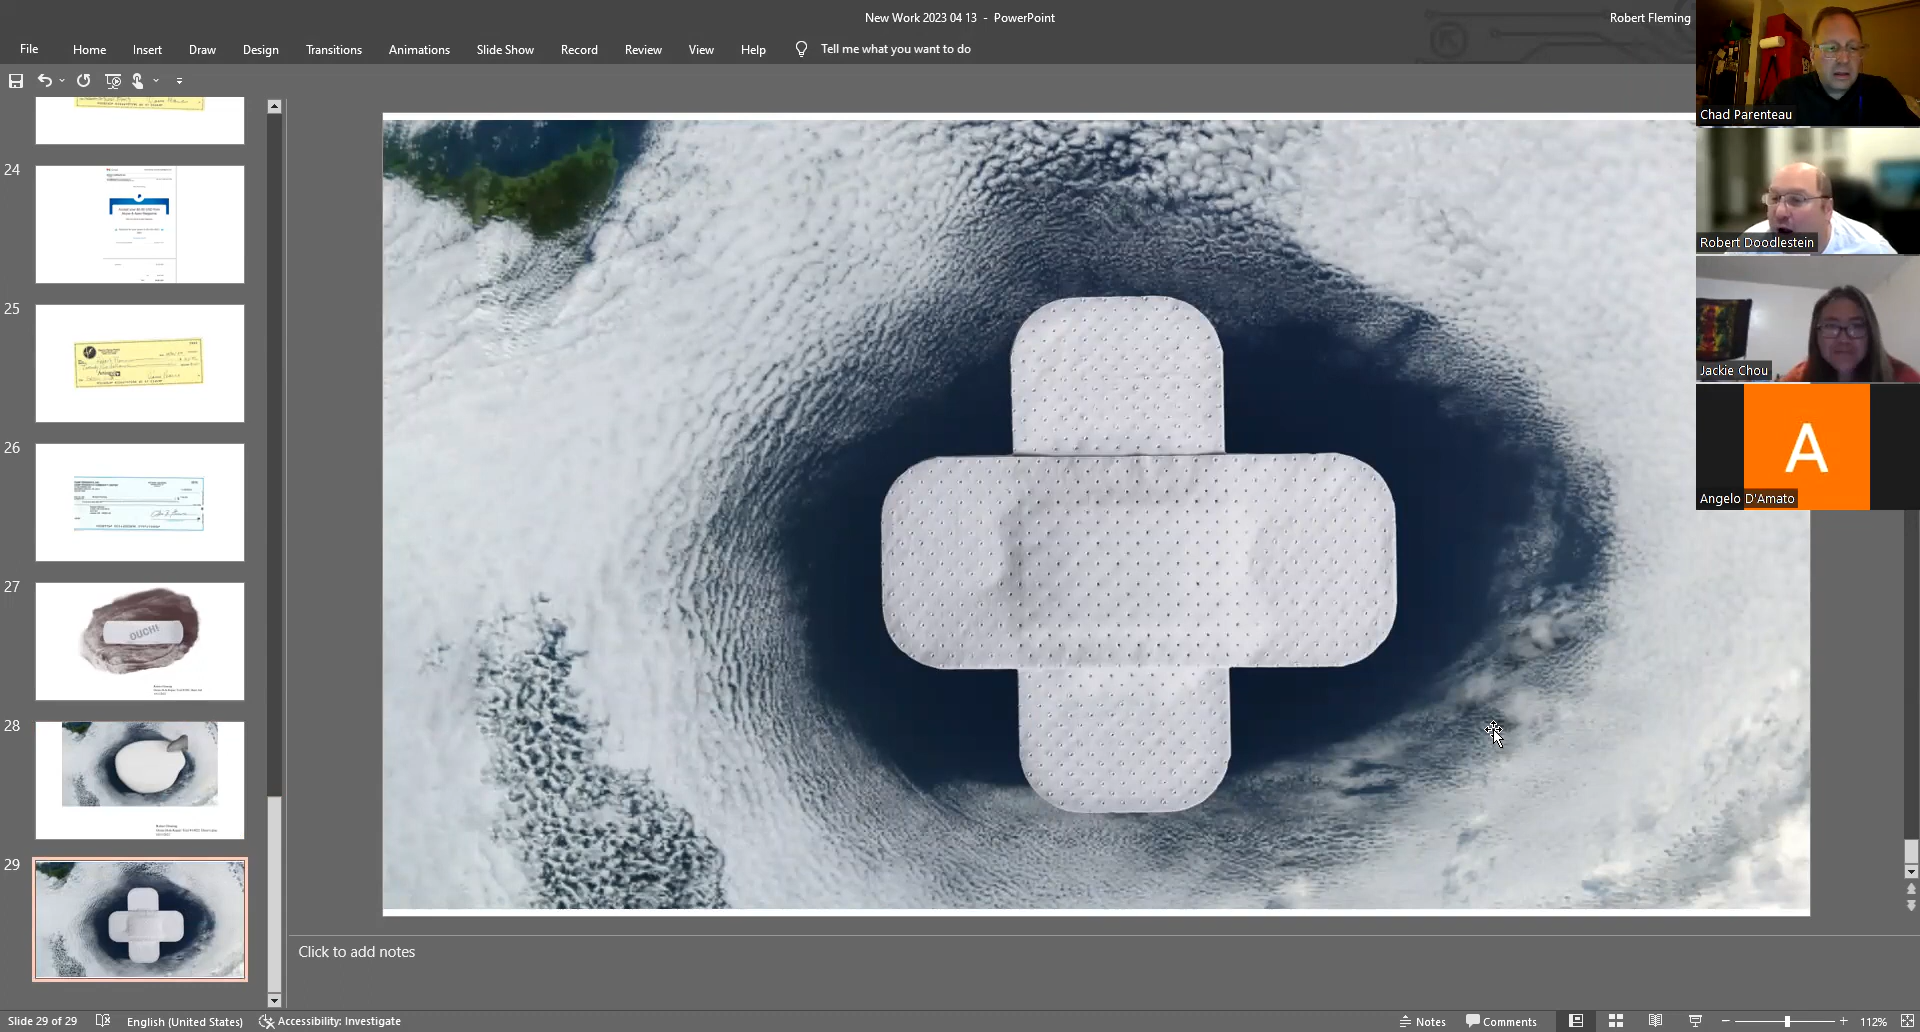 New Work 2023 04 13 - PowerPoint
Robert Fleming
File Home Insert Draw Design Transitions Animations Slide Show Record Review View Help Tell me what you want to do
Chad Parenteau
Robert Doodlestein
Jackie Chou
A
Angelo D'Amato
24
25
26
27
OUCH!
28
29
Click to add notes
Slide 29 of 29 English (United States) Accessibility: Investigate Notes Comments 112%